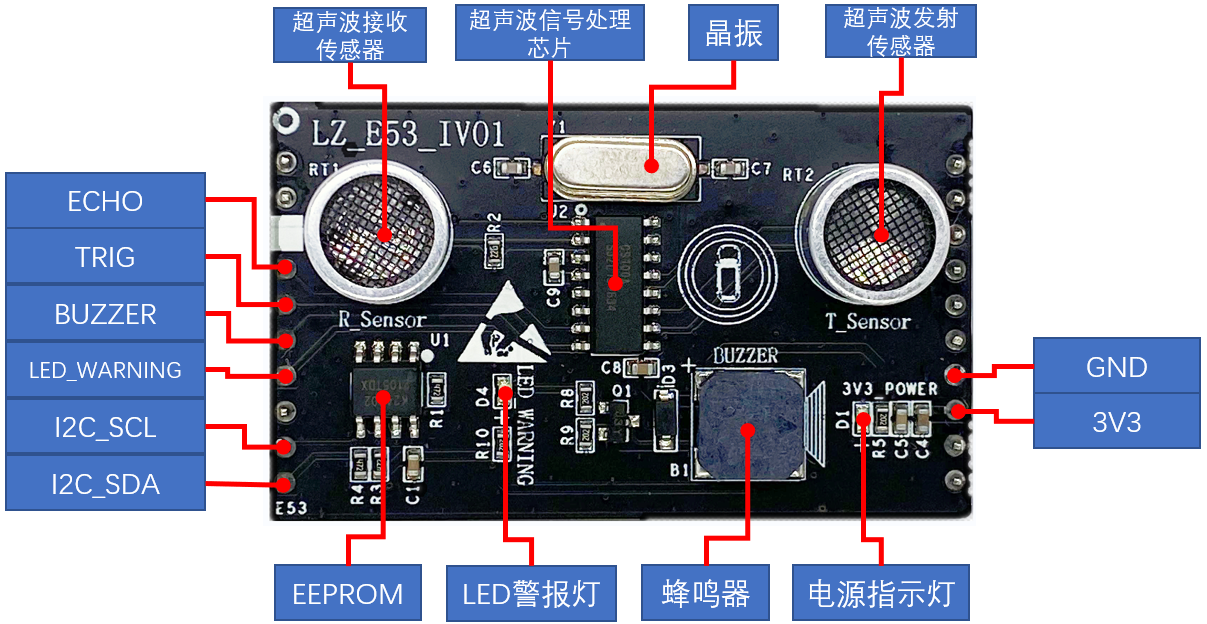 超声波接收
传感器
超声波信号处理
芯片
晶振
超声波发射
传感器
LZ_E53_IV01
Y1
C6
C7
RT1
RT2
U2
R2
C9
ECHO
TRIG
BUZZER
LED_WARNING
I2C_SCL
I2C_SDA
R_Sensor
T_Sensor
U1
C8
BUZZER
D3
Q1
D4
LED WARNING
R8
R9
R10
R1
R4
R3
C1
B1
3V3_POWER
D1
R5
C5
C4
E53
GND
3V3
EEPROM
LED警报灯
蜂鸣器
电源指示灯